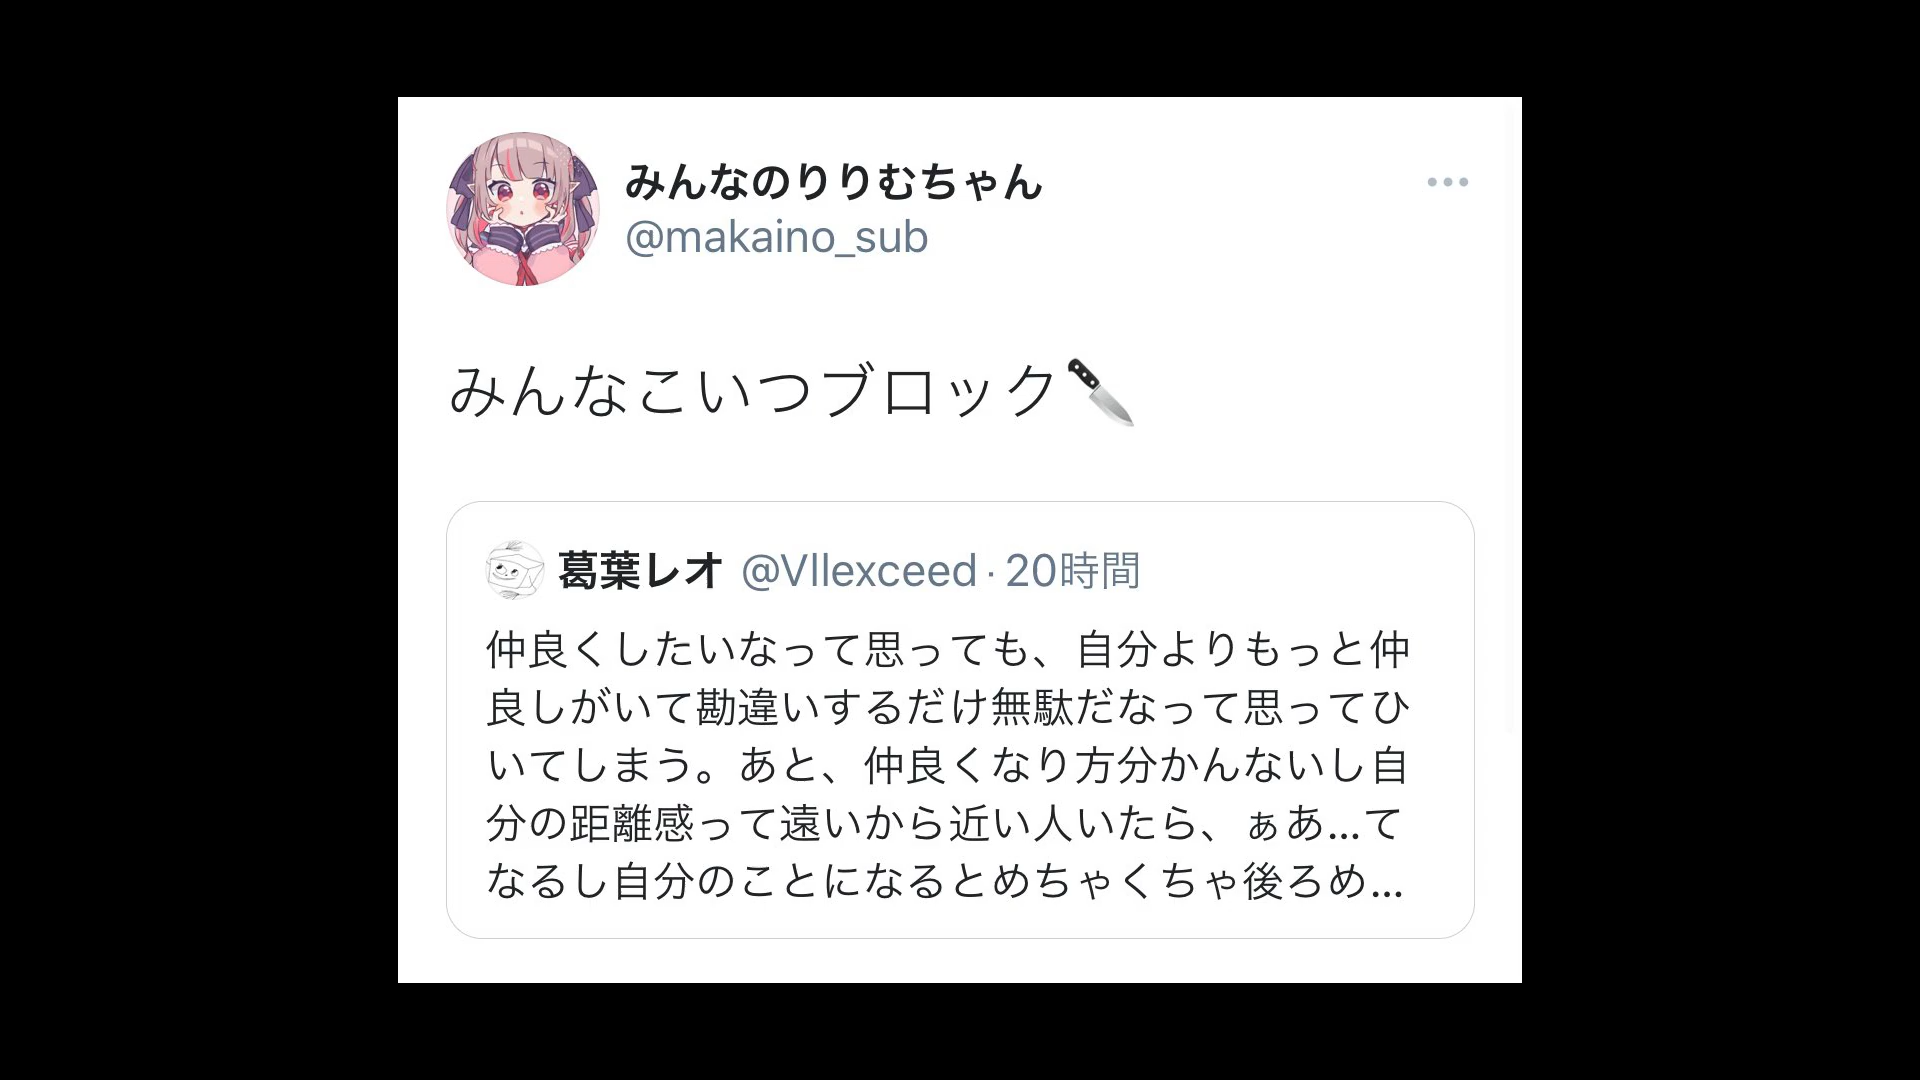 みんなのりりむちゃん
@makaino_sub
みんなこいつブロック🔪
葛葉レオ @Vllexceed · 20時間
仲良くしたいなって思っても、自分よりもっと仲
良しがいて勘違いするだけ無駄だなって思ってひ
いてしまう。あと、仲良くなり方分かんないし自
分の距離感って遠いから近い人いたら、ぁあ...て
なるし自分のことになるとめちゃくちゃ後ろめ...